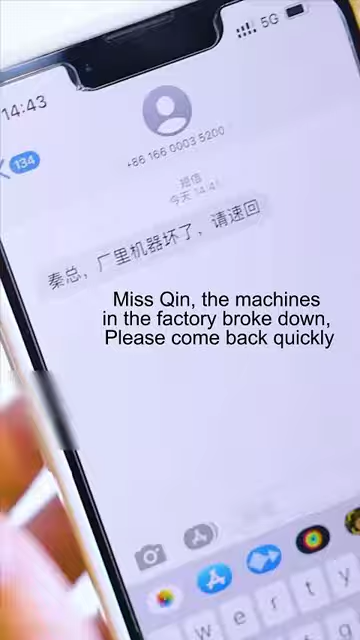 14:43
5G
134
+86 166 0003 5200
短信
今天 14:41
秦总，厂里机器坏了，请速回
Miss Qin, the machines
in the factory broke down,
Please come back quickly
w e r t y